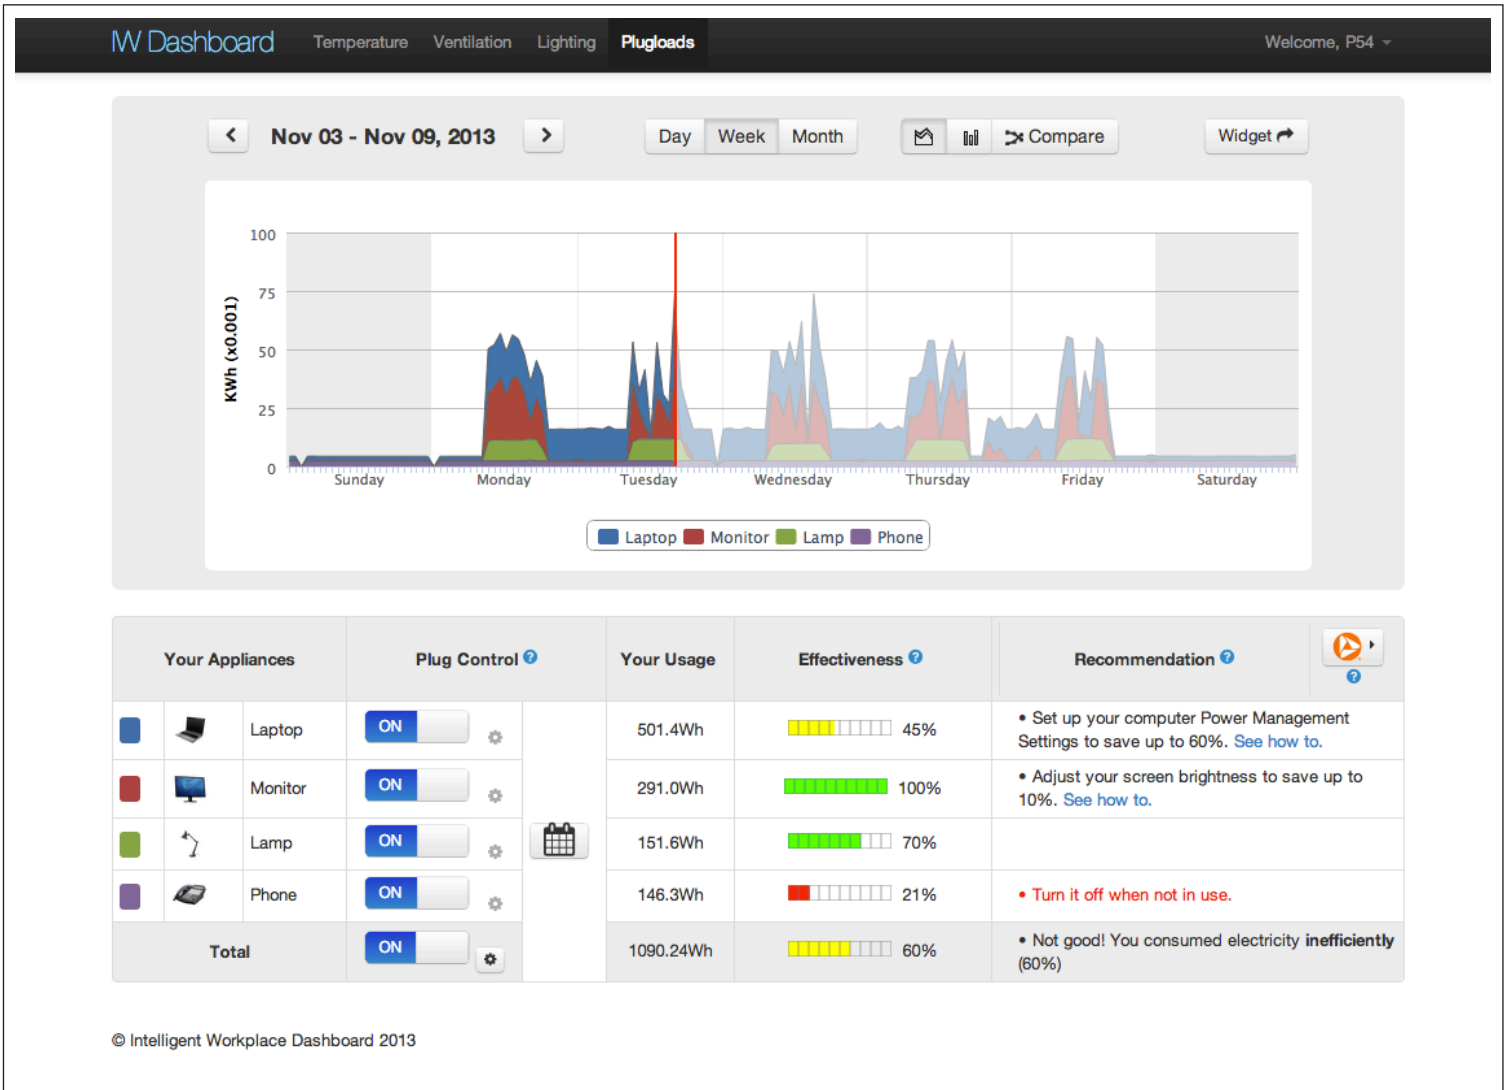 IW Dashboard Temperature Ventilation Lighting Plugloads Welcome, P54
Nov 03 - Nov 09, 2013 Day Week Month Compare Widget
100
75
50
25
0
KWh (x0.001)
Sunday Monday Tuesday Wednesday Thursday Friday Saturday
Laptop Monitor Lamp Phone
Your Appliances Plug Control ? Your Usage Effectiveness ? Recommendation ? ?
Laptop ON 501.4Wh 45% • Set up your computer Power Management
Settings to save up to 60%. See how to.
Monitor ON 291.0Wh 100% • Adjust your screen brightness to save up to
10%. See how to.
Lamp ON 151.6Wh 70%
Phone ON 146.3Wh 21% • Turn it off when not in use.
Total ON 1090.24Wh 60% • Not good! You consumed electricity inefficiently
(60%)
© Intelligent Workplace Dashboard 2013